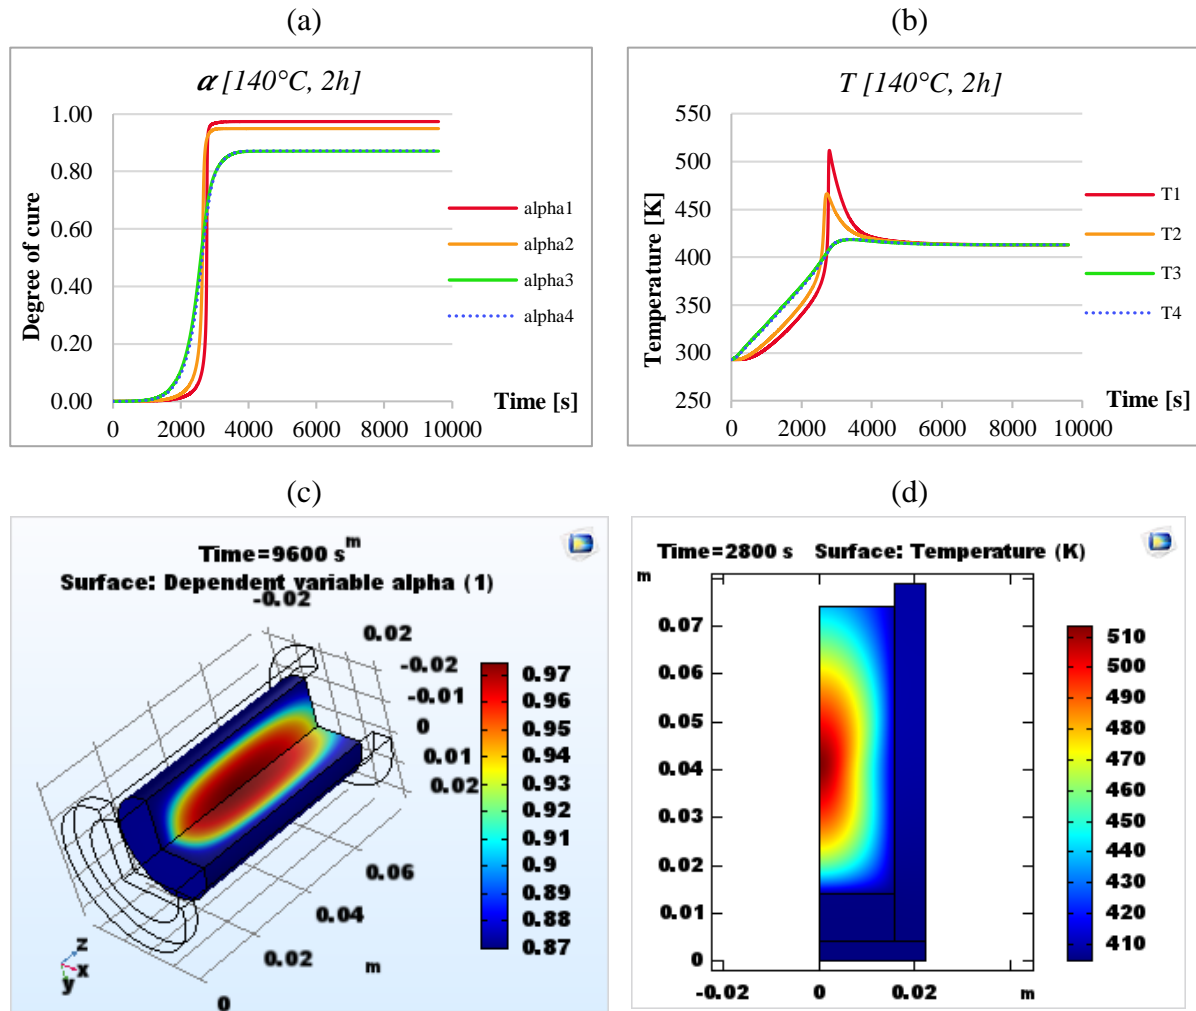 (a)
α [140°C, 2h]
1.00
0.80
0.60
0.40
0.20
0.00
Degree of cure
0 2000 4000 6000 8000 10000
Time [s]
alpha1
alpha2
alpha3
alpha4
(b)
T [140°C, 2h]
550
500
450
400
350
300
250
Temperature [K]
0 2000 4000 6000 8000 10000
Time [s]
T1
T2
T3
T4
(c)
Time=9600 s m
Surface: Dependent variable alpha (1)
-0.02
0.02
-0.02
-0.01
0
0.01
0.02
0.06
0.04
0.02
0
m
z
x
y
0.97
0.96
0.95
0.94
0.93
0.92
0.91
0.9
0.89
0.88
0.87
(d)
Time=2800 s Surface: Temperature (K)
m
0.07
0.06
0.05
0.04
0.03
0.02
0.01
0
-0.02 0 0.02 m
510
500
490
480
470
460
450
440
430
420
410